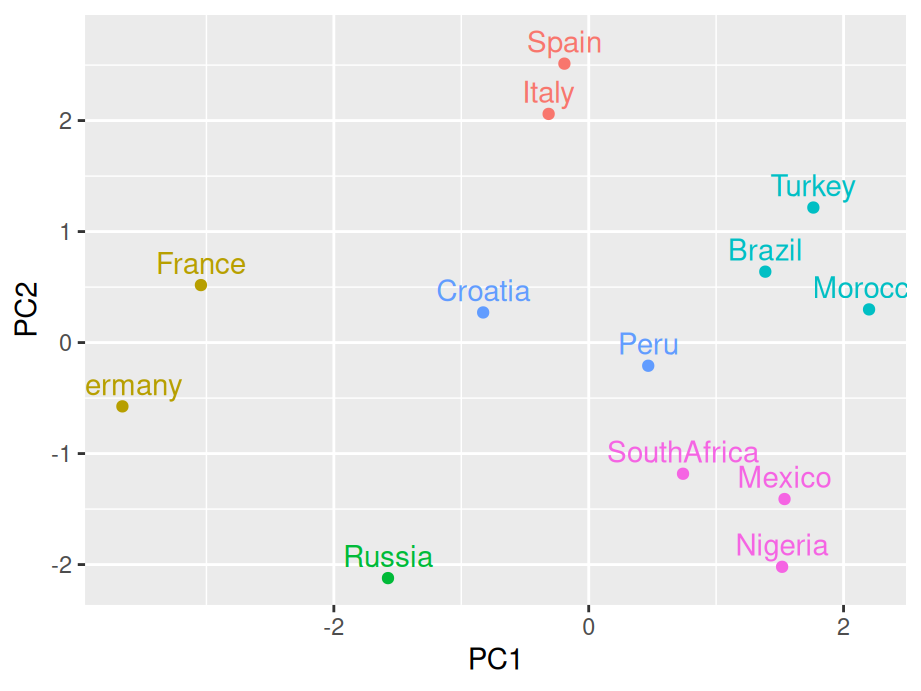 Spain
Italy
2
Turkey
1
Brazil
France
Morocc
Croatia
PC2
0
Peru
ermany
-1
SouthAfrica
Mexico
Nigeria
Russia
-2
-2 0 2
PC1